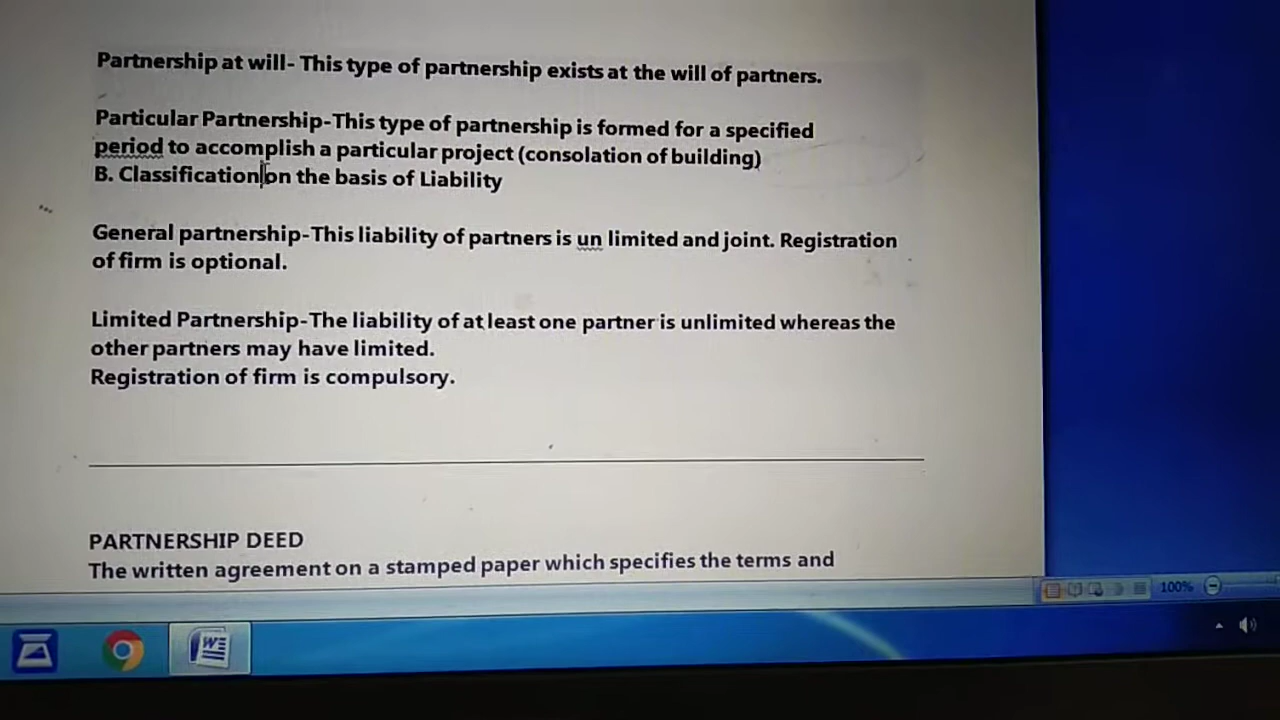 Partnership at will- This type of partnership exists at the will of partners.
Particular Partnership-This type of partnership is formed for a specified
period to accomplish a particular project (consolation of building)
B. Classification on the basis of Liability
General partnership-This liability of partners is un limited and joint. Registration
of firm is optional.
Limited Partnership-The liability of at least one partner is unlimited whereas the
other partners may have limited.
Registration of firm is compulsory.
PARTNERSHIP DEED
The written agreement on a stamped paper which specifies the terms and
100%